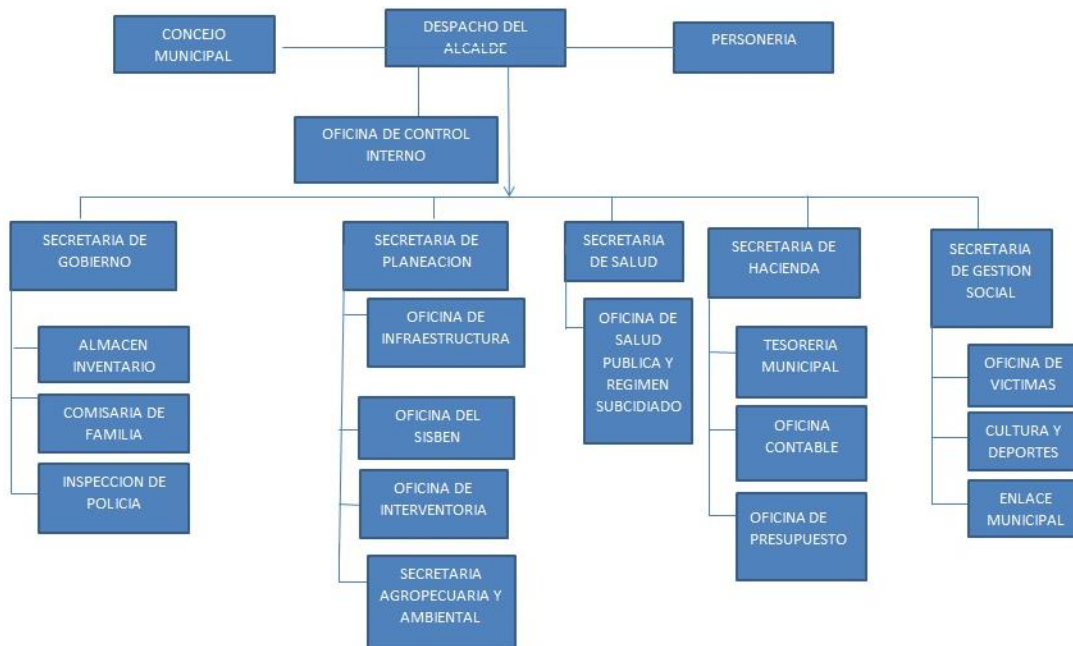 CONCEJO
MUNICIPAL
DESPACHO DEL
ALCALDE
PERSONERIA
OFICINA DE CONTROL
INTERNO
SECRETARIA DE
GOBIERNO
ALMACEN
INVENTARIO
COMISARIA DE
FAMILIA
INSPECCION DE
POLICIA
SECRETARIA DE
PLANEACION
OFICINA DE
INFRAESTRUCTURA
OFICINA DEL
SISBEN
OFICINA DE
INTERVENTORIA
SECRETARIA
AGROPECUARIA Y
AMBIENTAL
SECRETARIA
DE SALUD
OFICINA DE
SALUD
PUBLICA Y
REGIMEN
SUBCIDIADO
SECRETARIA DE
HACIENDA
TESORERIA
MUNICIPAL
OFICINA
CONTABLE
OFICINA DE
PRESUPUESTO
SECRETARIA
DE GESTION
SOCIAL
OFICINA DE
VICTIMAS
CULTURA Y
DEPORTES
ENLACE
MUNICIPAL